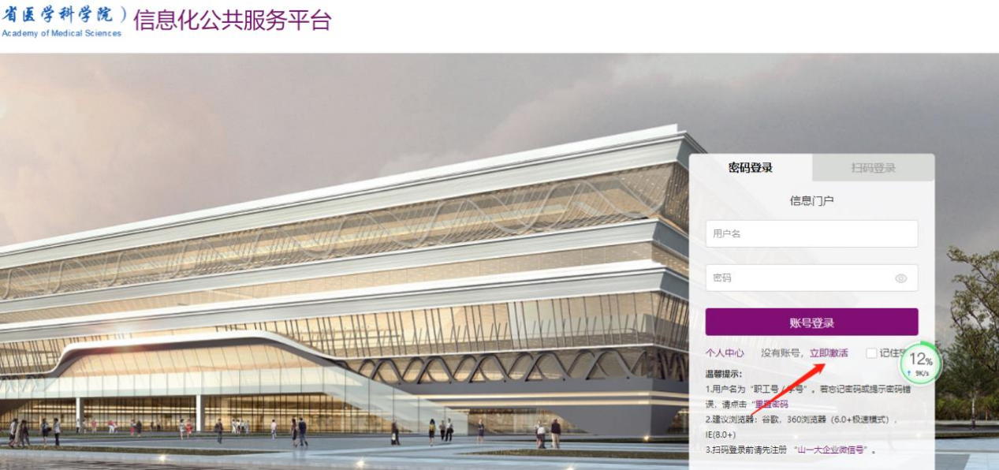 省医学科学院）
Academy of Medical Sciences
信息化公共服务平台
密码登录
扫码登录
信息门户
用户名
密码
账号登录
个人中心 没有账号，立即激活 记住
温馨提示：
1.用户名为“职工号/学号”。若忘记密码或提示密码错
误，请点击“重置密码
2.建议浏览器：谷歌，360浏览器（6.0+极速模式），
IE(8.0+)
3.扫码登录前请先注册 “山一大企业微信号”。
12%
↑ 9K/s